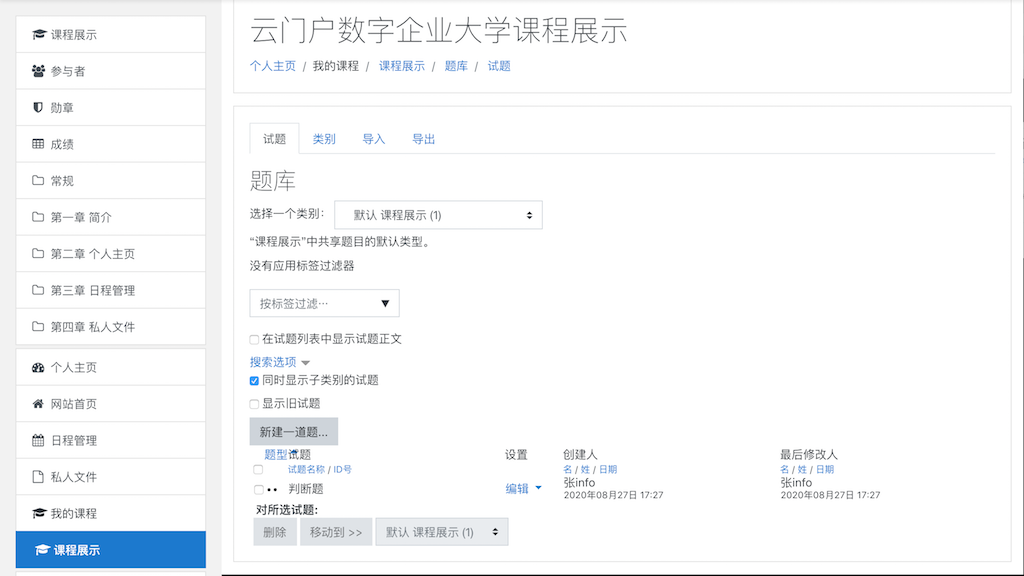 课程展示
参与者
勋章
成绩
常规
第一章 简介
第二章 个人主页
第三章 日程管理
第四章 私人文件
个人主页
网站首页
日程管理
私人文件
我的课程
课程展示
云门户数字企业大学课程展示
个人主页 / 我的课程 / 课程展示 / 题库 / 试题
试题 类别 导入 导出
题库
选择一个类别: 默认 课程展示 (1)
“课程展示”中共享题目的默认类型。
没有应用标签过滤器
按标签过滤…
在试题列表中显示试题正文
搜索选项
同时显示子类别的试题
显示旧试题
新建一道题...
题型 试题 设置 创建人 最后修改人
试题名称 / ID号 名 / 姓 / 日期 名 / 姓 / 日期
判断题 编辑 张info 张info
2020年08月27日 17:27 2020年08月27日 17:27
对所选试题:
删除 移动到 >> 默认 课程展示 (1)